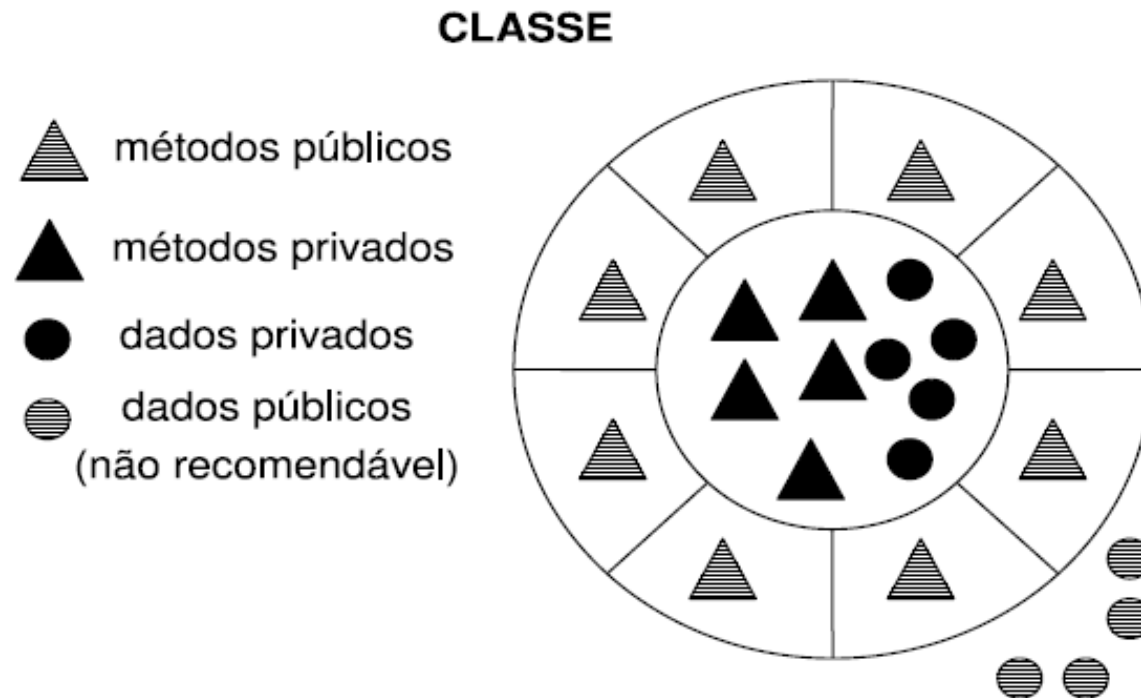 CLASSE
métodos públicos
métodos privados
dados privados
dados públicos
(não recomendável)